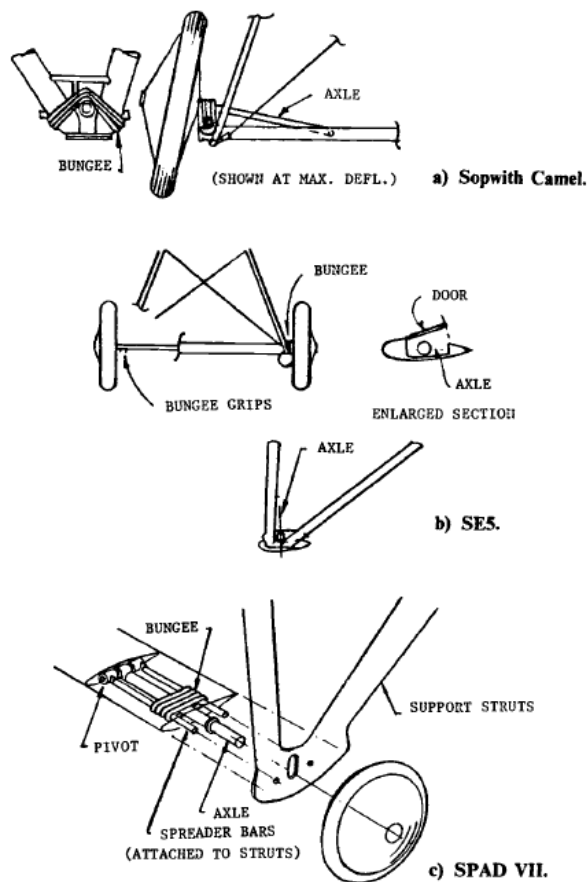 AXLE
BUNGEE
(SHOWN AT MAX. DEFL.)
a) Sopwith Camel.
BUNGEE
DOOR
AXLE
BUNGEE GRIPS
ENLARGED SECTION
AXLE
b) SE5.
BUNGEE
SUPPORT STRUTS
PIVOT
AXLE
SPREADER BARS
(ATTACHED TO STRUTS)
c) SPAD VII.